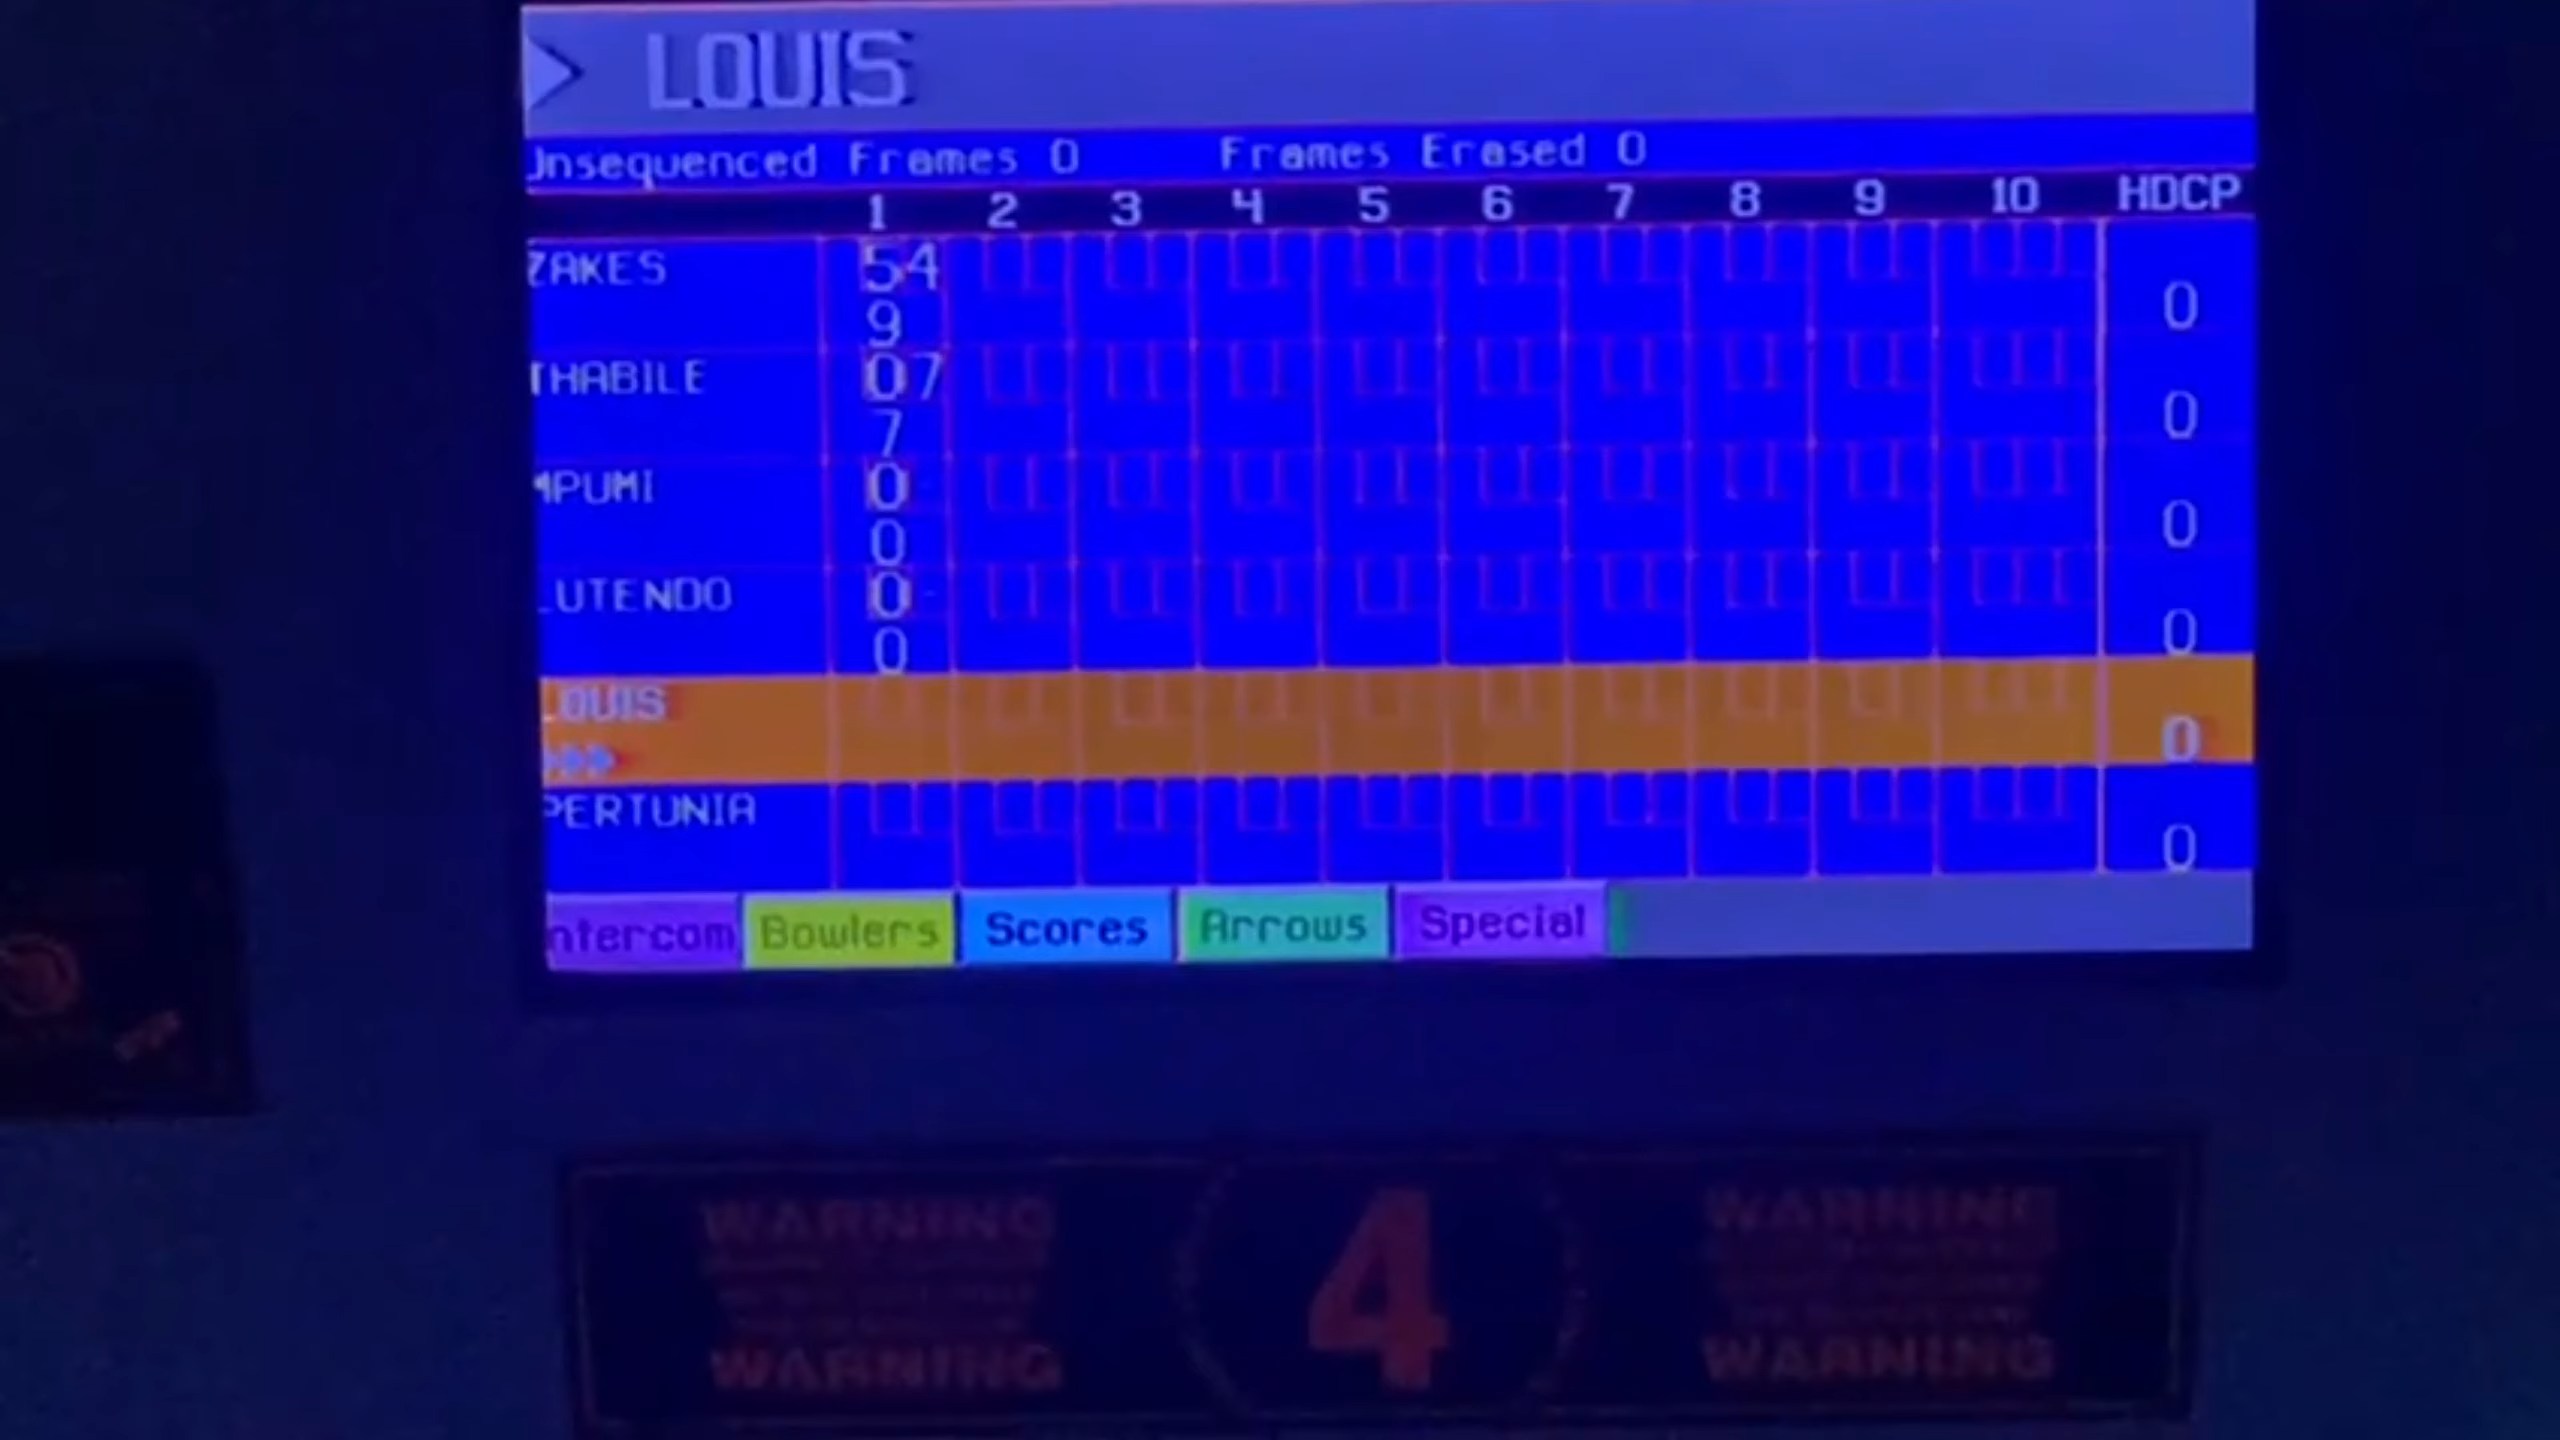 LOUIS
Unsequenced Frames 0 Frames Erased 0
1 2 3 4 5 6 7 8 9 10 HDCP
ZAKES 5 4
9 0
THABILE 0 7
7 0
MPUMI 0 -
0 0
LUTENDO 0 -
0 0
LOUIS
>>> 0
PERTUNIA
0
Intercom Bowlers Scores Arrows Special
WARNING 4 WARNING
WARNING WARNING